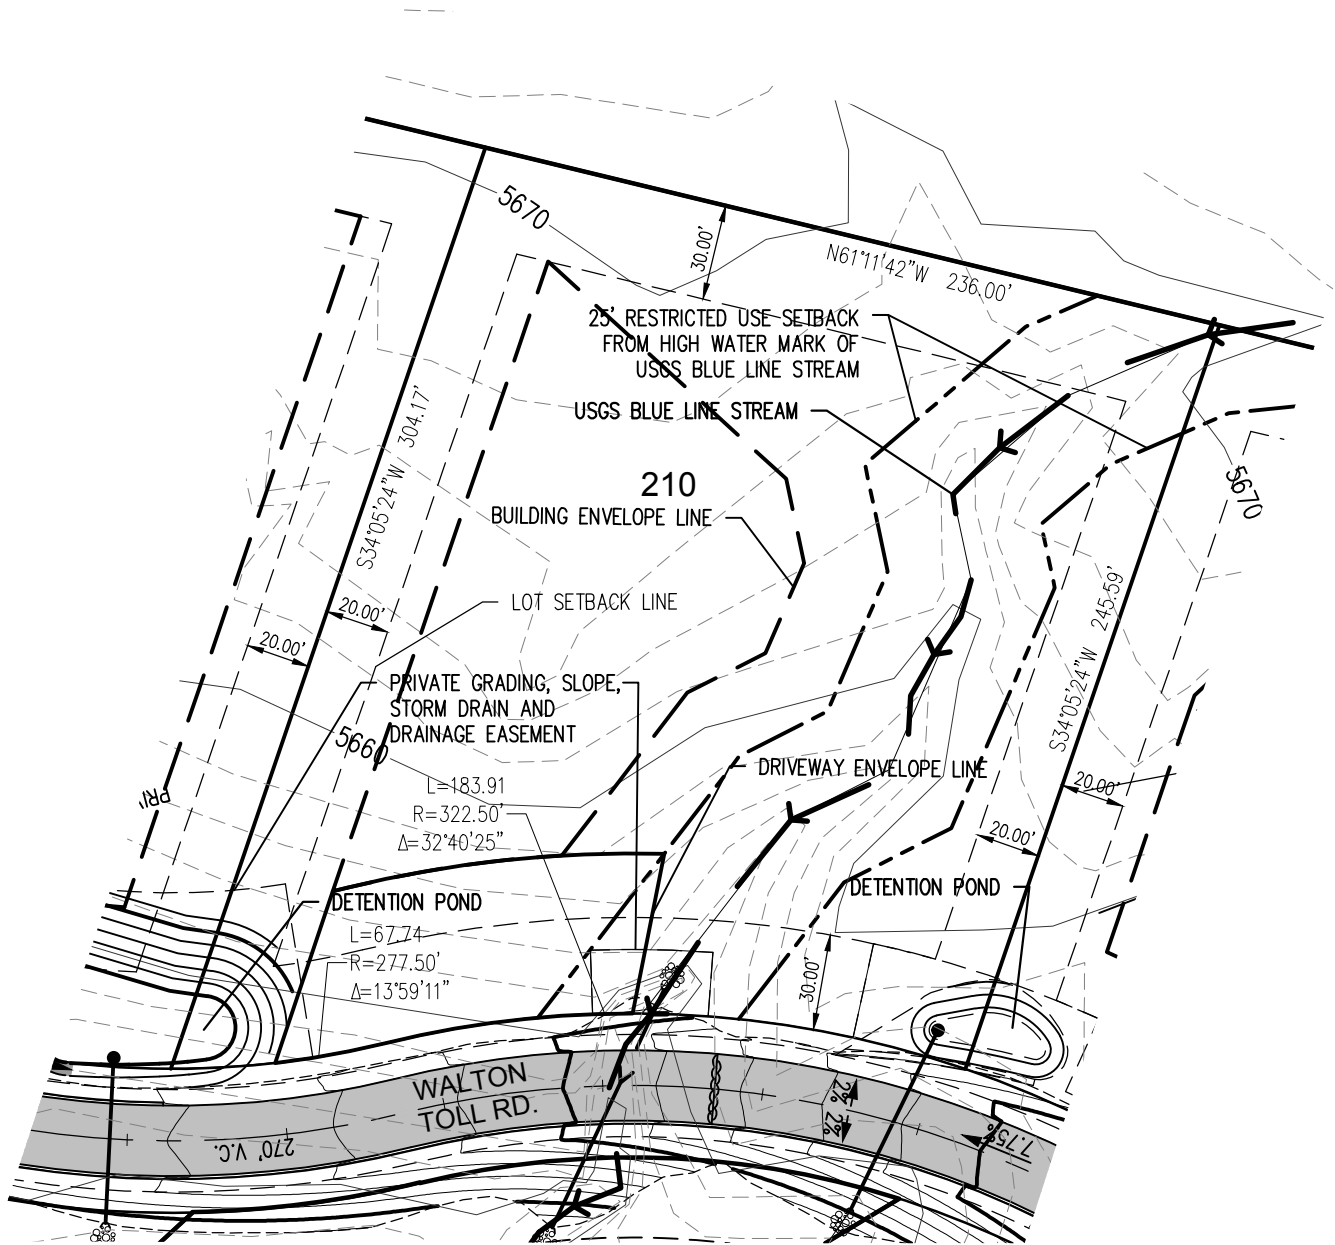 5670
30.00'
N61°11'42"W 236.00'
25' RESTRICTED USE SETBACK
FROM HIGH WATER MARK OF
USGS BLUE LINE STREAM
USGS BLUE LINE STREAM
S34°05'24"W 304.17'
210
BUILDING ENVELOPE LINE
5670
LOT SETBACK LINE
20.00'
20.00'
S34°05'24"W 245.59'
PRIVATE GRADING, SLOPE,
STORM DRAIN AND
DRAINAGE EASEMENT
5660
DRIVEWAY ENVELOPE LINE
L=183.91
R=322.50'
Δ=32°40'25"
PRI'
20.00'
20.00'
DETENTION POND
DETENTION POND
L=67.74
R=277.50'
Δ=13°59'11"
30.00'
WALTON
TOLL RD.
2%
2%
7.75%
270' V.C.